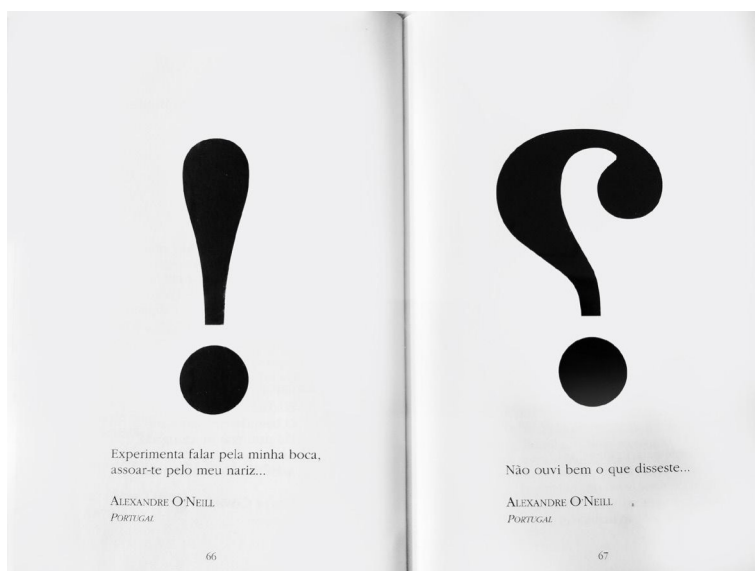 !
Experimenta falar pela minha boca,
assoar-te pelo meu nariz...
ALEXANDRE O'NEILL
PORTUGAL
66
⸮
Não ouvi bem o que disseste...
ALEXANDRE O'NEILL
PORTUGAL
67